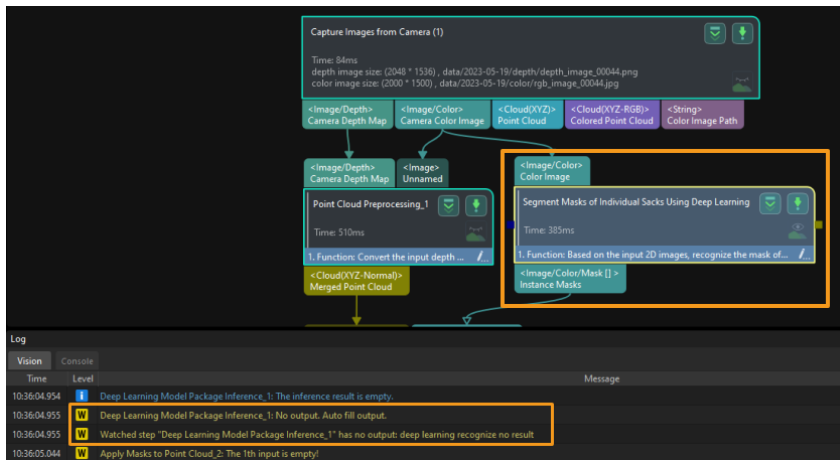 Capture Images from Camera (1)
Time: 84ms
depth image size: (2048 * 1536) , data/2023-05-19/depth/depth_image_00044.png
color image size: (2000 * 1500) , data/2023-05-19/color/rgb_image_00044.jpg
<Image/Depth> <Image/Color> <Cloud(XYZ)> <Cloud(XYZ-RGB)> <String>
Camera Depth Map Camera Color Image Point Cloud Colored Point Cloud Color Image Path
<Image/Depth> <Image> <Image/Color>
Camera Depth Map Unnamed Color Image
Point Cloud Preprocessing_1 Segment Masks of Individual Sacks Using Deep Learning
Time: 510ms Time: 385ms
1. Function: Convert the input depth ... 1. Function: Based on the input 2D images, recognize the mask of...
<Cloud(XYZ-Normal)> <Image/Color/Mask [] >
Merged Point Cloud Instance Masks
Log
Vision Console
Time Level Message
10:36:04.954 i Deep Learning Model Package Inference_1: The inference result is empty.
10:36:04.955 W Deep Learning Model Package Inference_1: No output. Auto fill output.
10:36:04.955 W Watched step "Deep Learning Model Package Inference_1" has no output: deep learning recognize no result
10:36:05.044 W Apply Masks to Point Cloud_2: The 1th input is empty!